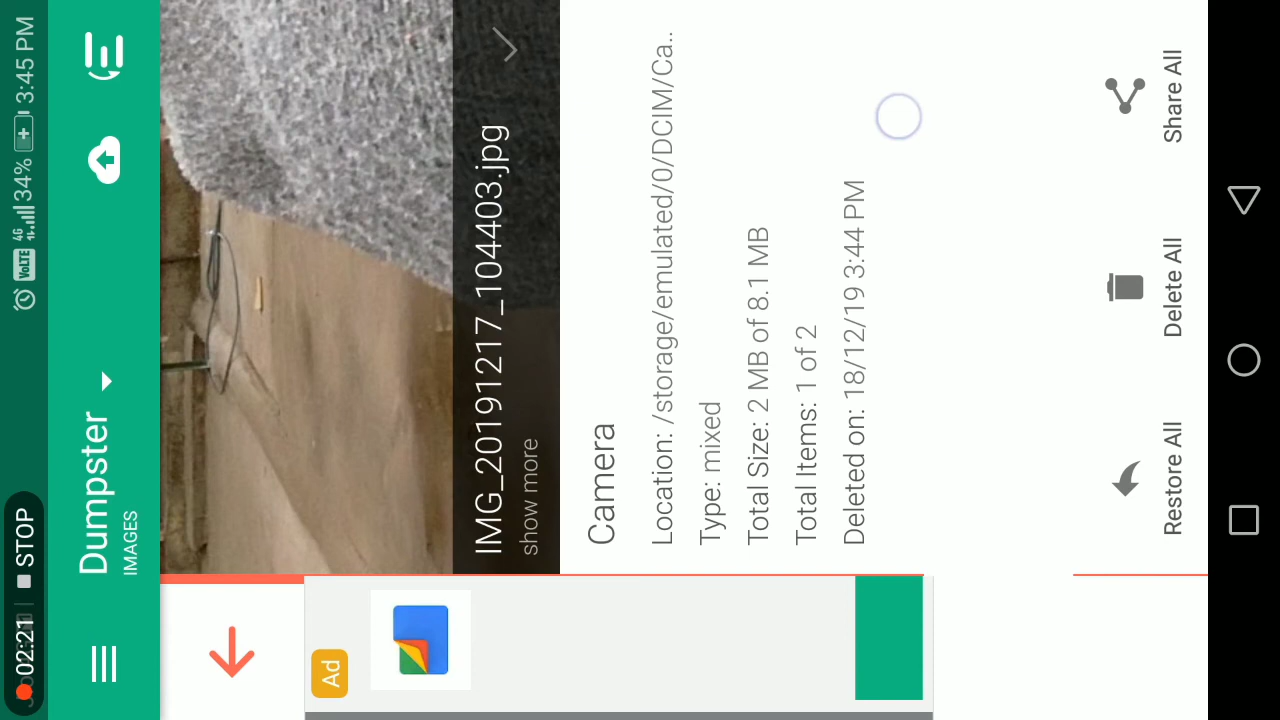 02:21
STOP
VoLTE 4G 34% 3:45 PM
Dumpster
IMAGES
IMG_20191217_104403.jpg
show more
Camera
Location: /storage/emulated/0/DCIM/Ca..
Type: mixed
Total Size: 2 MB of 8.1 MB
Total Items: 1 of 2
Deleted on: 18/12/19 3:44 PM
Restore All
Delete All
Share All
Ad